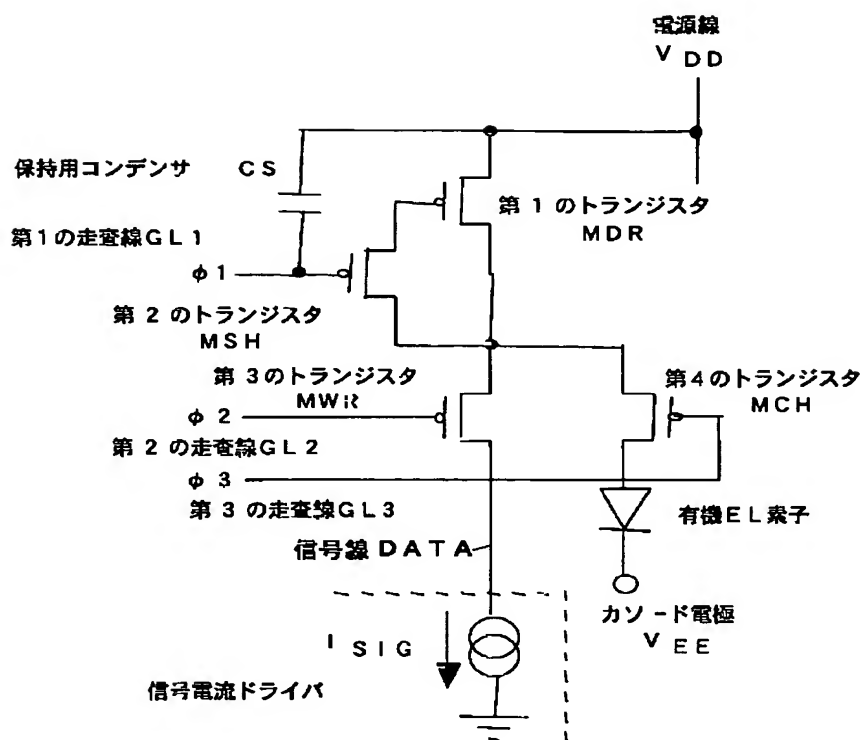 電源線
V DD
保持用コンデンサ CS
第1のトランジスタ
MDR
第1の走査線GL1
φ1
第2のトランジスタ
MSH
第3のトランジスタ
MWR
第4のトランジスタ
MCH
φ2
第2の走査線GL2
φ3
第3の走査線GL3
有機EL素子
信号線DATA
カソード電極
V EE
I SIG
信号電流ドライバ